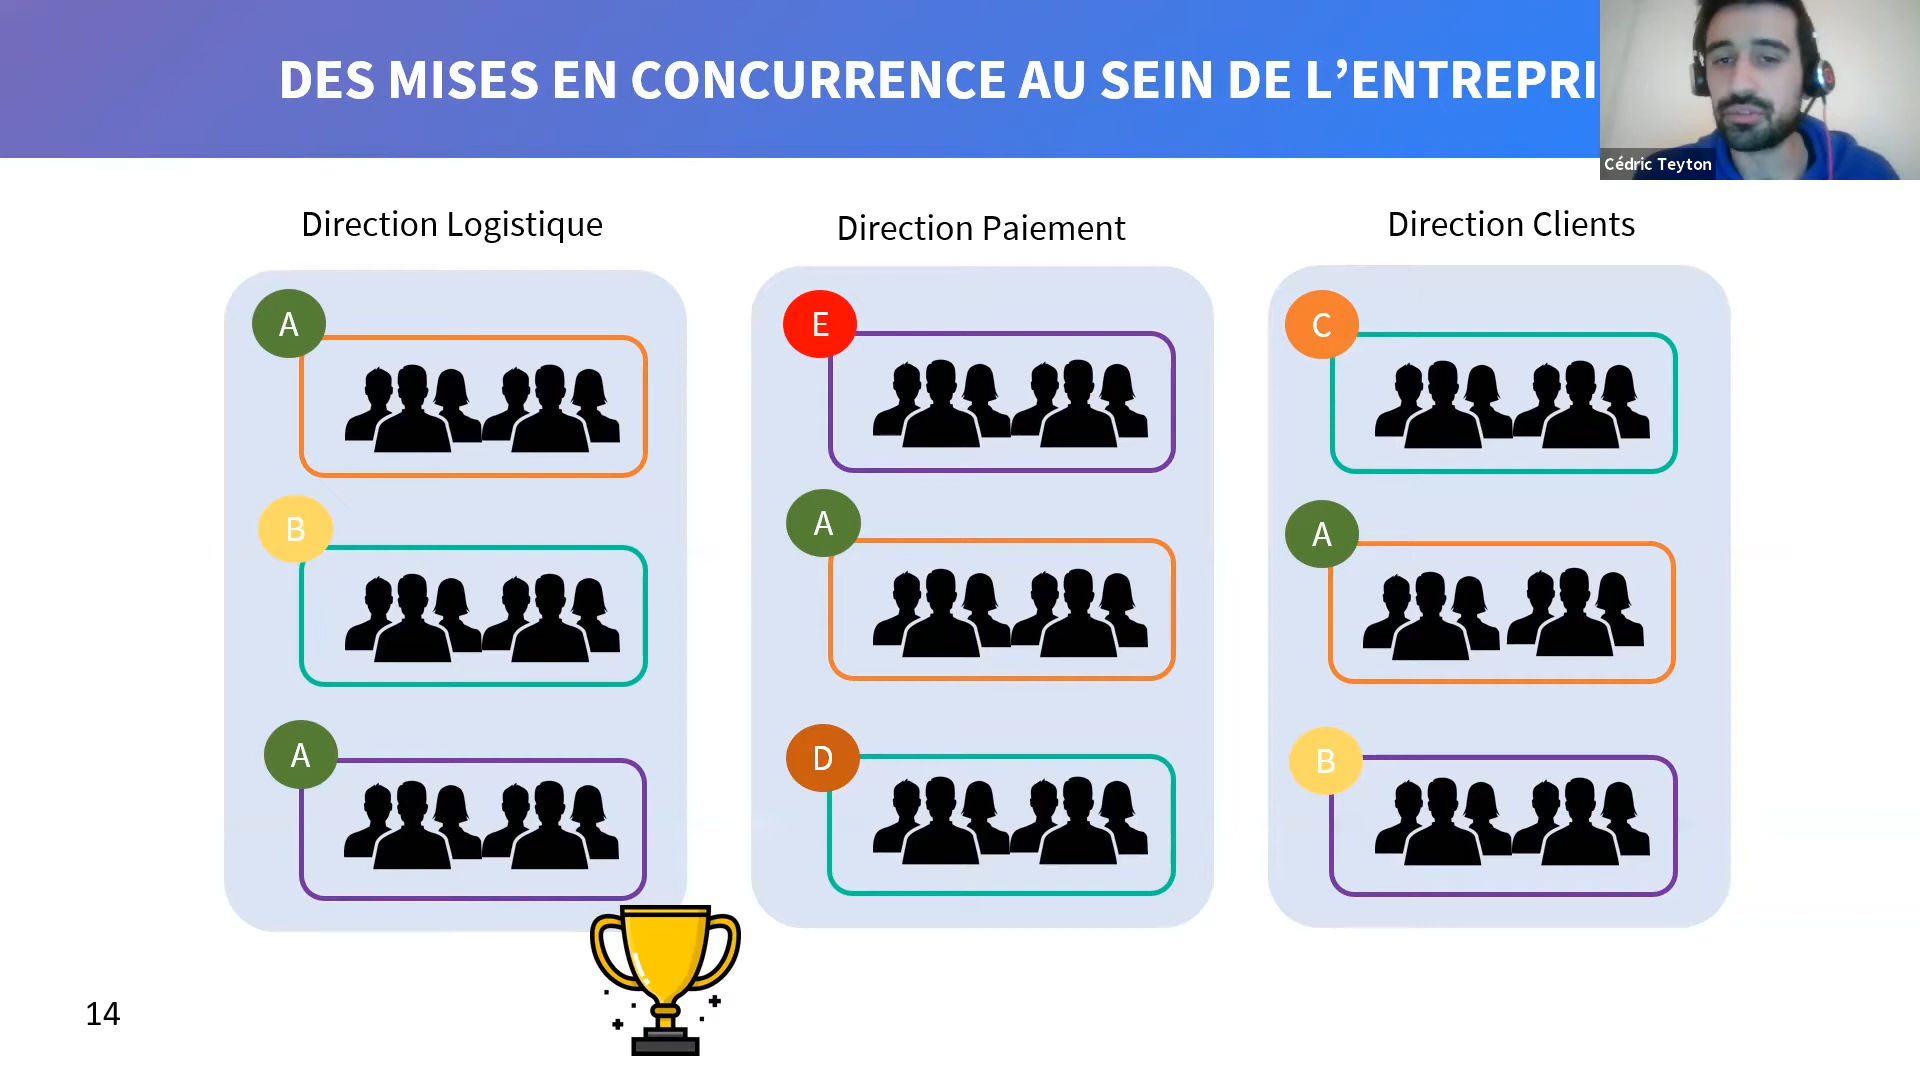 DES MISES EN CONCURRENCE AU SEIN DE L’ENTREPRI
Cédric Teyton
Direction Logistique
A
B
A
Direction Paiement
E
A
D
Direction Clients
C
A
B
14